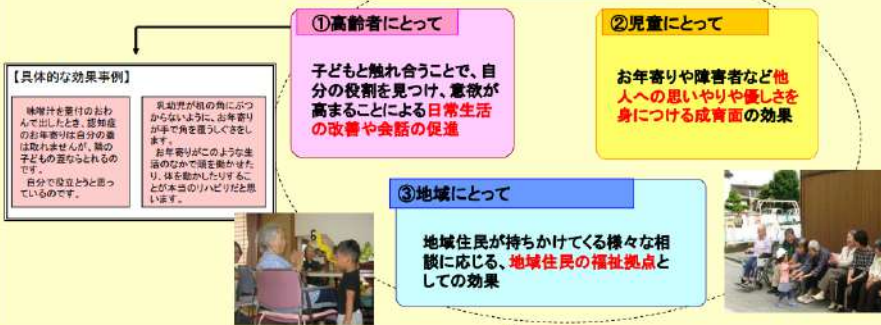 ①高齢者にとって
子どもと触れ合うことで、自
分の役割を見つけ、意欲が
高まることによる日常生活
の改善や会話の促進
②児童にとって
お年寄りや障害者など他
人への思いやりや優しさを
身につける成育面の効果
【具体的な効果事例】
味噌汁を蓋付のおわ
んで出したとき、認知症
のお年寄りは自分の蓋
は取れませんが、隣の
子どもの蓋ならとれるの
です。
自分で役立とうと思っ
ているのです。
乳幼児が机の角にぶつ
からないように、お年寄り
が手で角を覆うしぐさをし
ます。
お年寄りがこのような生
活のなかで頭を働かせた
り、体を動かしたりするこ
とが本当のリハビリだと思
います。
③地域にとって
地域住民が持ちかけてくる様々な相
談に応じる、地域住民の福祉拠点と
しての効果